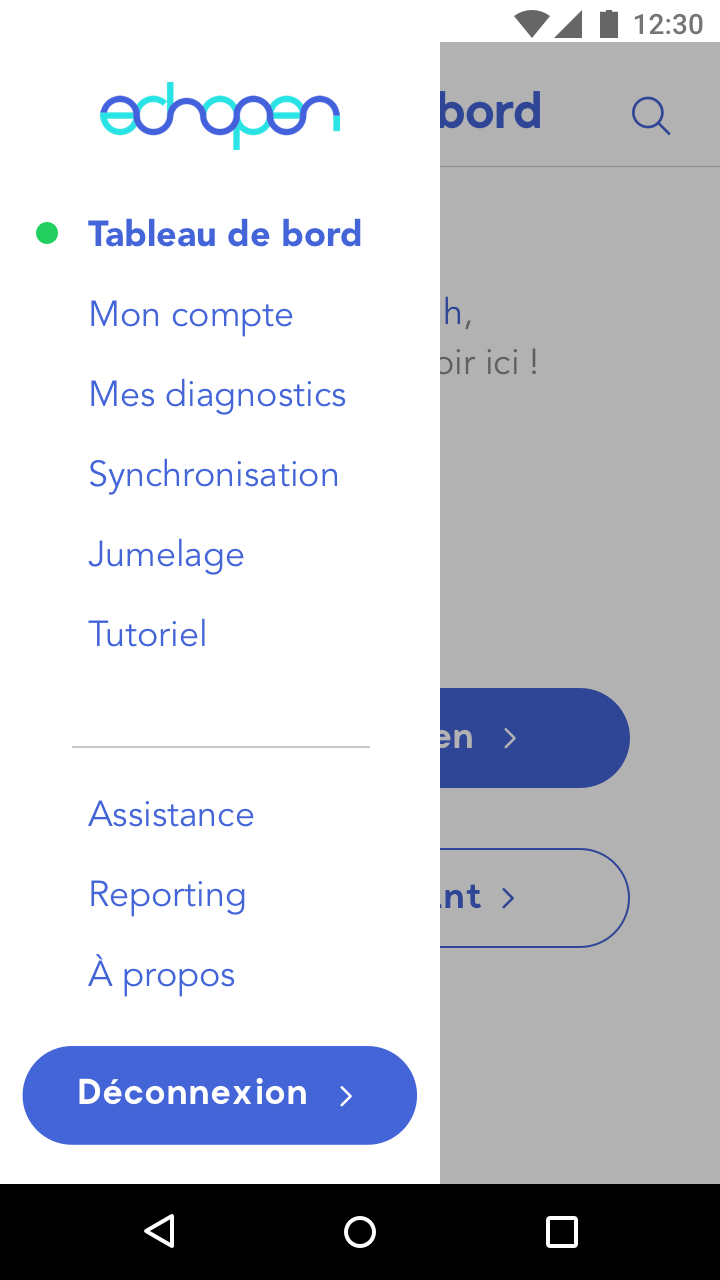 12:30
echopen
bord
Tableau de bord
Mon compte
h,
oir ici !
Mes diagnostics
Synchronisation
Jumelage
Tutoriel
en
Assistance
nt
Reporting
À propos
Déconnexion